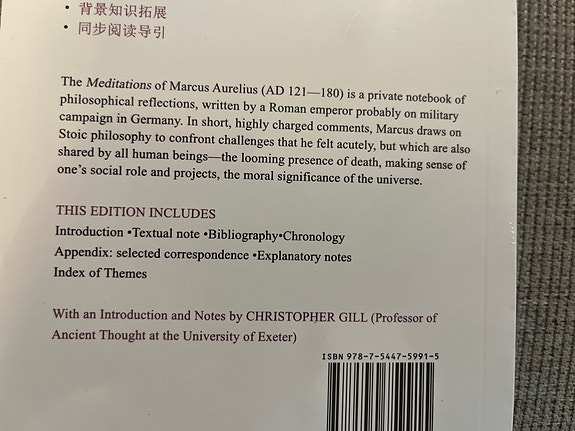 • 背景知识拓展
• 同步阅读导引
The Meditations of Marcus Aurelius (AD 121—180) is a private notebook of
philosophical reflections, written by a Roman emperor probably on military
campaign in Germany. In short, highly charged comments, Marcus draws on
Stoic philosophy to confront challenges that he felt acutely, but which are also
shared by all human beings—the looming presence of death, making sense of
one's social role and projects, the moral significance of the universe.
THIS EDITION INCLUDES
Introduction •Textual note •Bibliography•Chronology
Appendix: selected correspondence •Explanatory notes
Index of Themes
With an Introduction and Notes by CHRISTOPHER GILL (Professor of
Ancient Thought at the University of Exeter)
ISBN 978-7-5447-5991-5